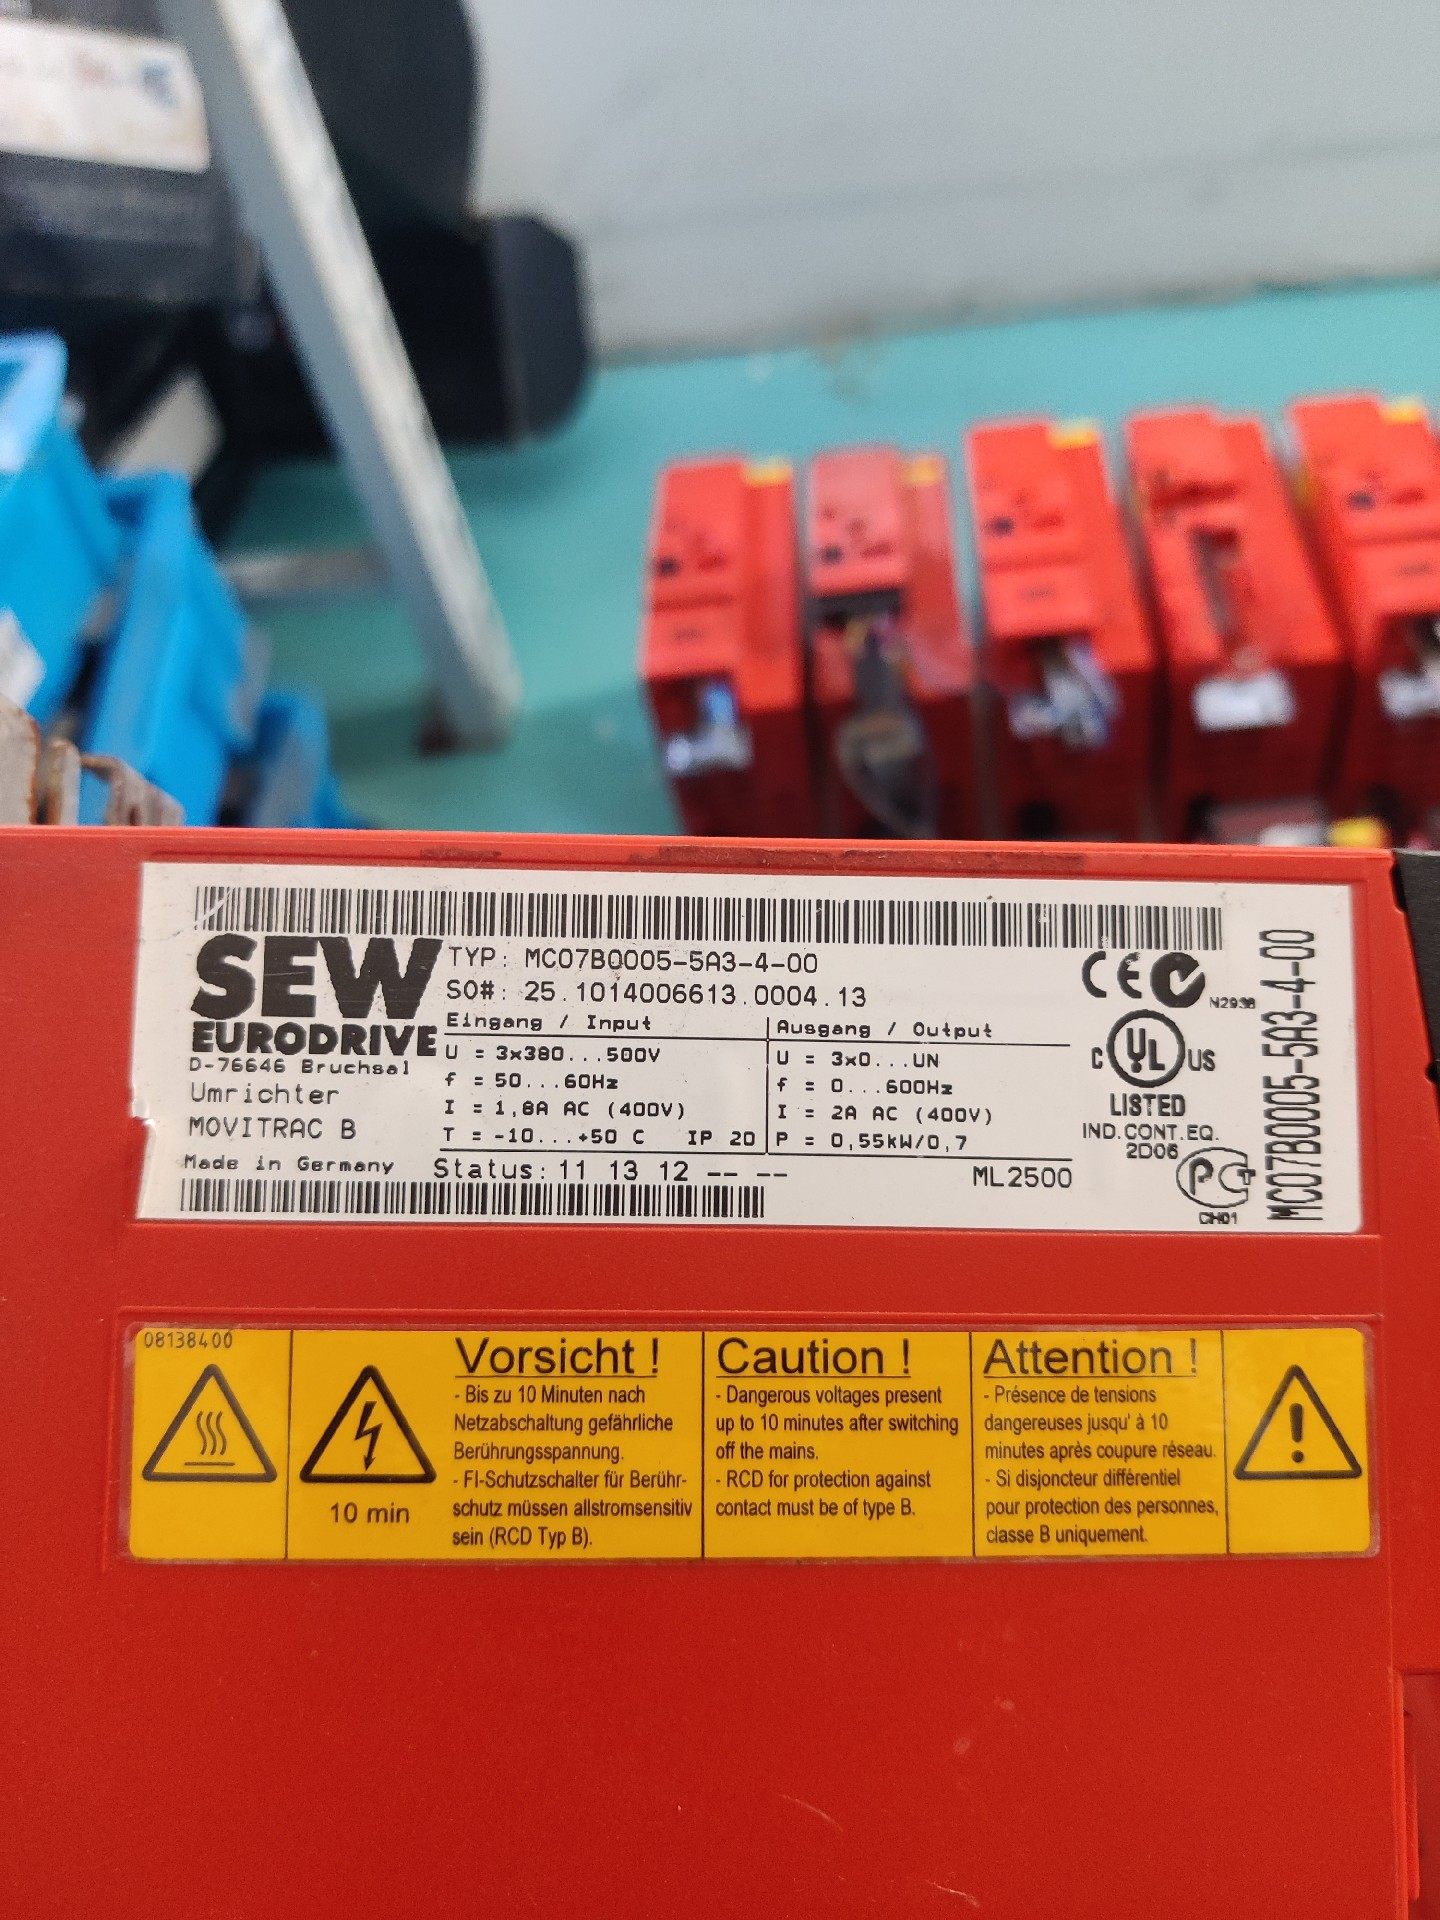 SEW
EURODRIVE
D-76646 Bruchsal
Umrichter
MOVITRAC B
Made in Germany
TYP: MC07B0005-5A3-4-00
SO#: 25.1014006613.0004.13
Eingang / Input
U = 3x380...500V
f = 50...60Hz
I = 1,8A AC (400V)
T = -10...+50 C IP 20
Ausgang / Output
U = 3x0...UN
f = 0...600Hz
I = 2A AC (400V)
P = 0,55kW/0,7
Status: 11 13 12 -- --
ML2500
CE
N2936
C UL US
LISTED
IND.CONT.EQ.
2D06
CH01
MC07B0005-5A3-4-00
08138400
10 min
Vorsicht !
- Bis zu 10 Minuten nach
Netzabschaltung gefährliche
Berührungsspannung.
- FI-Schutzschalter für Berühr-
schutz müssen allstromsensitiv
sein (RCD Typ B).
Caution !
- Dangerous voltages present
up to 10 minutes after switching
off the mains.
- RCD for protection against
contact must be of type B.
Attention !
- Présence de tensions
dangereuses jusqu' à 10
minutes après coupure réseau.
- Si disjoncteur différentiel
pour protection des personnes,
classe B uniquement.